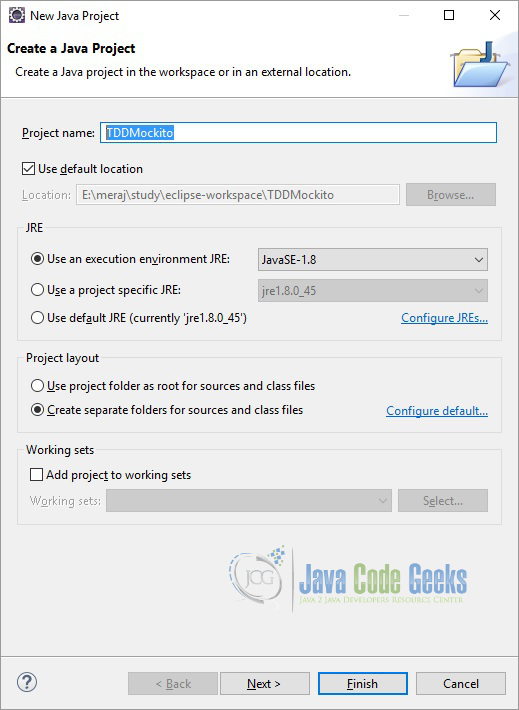 New Java Project
Create a Java Project
Create a Java project in the workspace or in an external location.
Project name: TDDMockito
Use default location
Location: E:\meraj\study\eclipse-workspace\TDDMockito Browse...
JRE
Use an execution environment JRE: JavaSE-1.8
Use a project specific JRE: jre1.8.0_45
Use default JRE (currently 'jre1.8.0_45') Configure JREs...
Project layout
Use project folder as root for sources and class files
Create separate folders for sources and class files Configure default...
Working sets
Add project to working sets
Working sets: Select...
JCG Java Code Geeks
Java 2 Java Developers Resource Center
? < Back Next > Finish Cancel